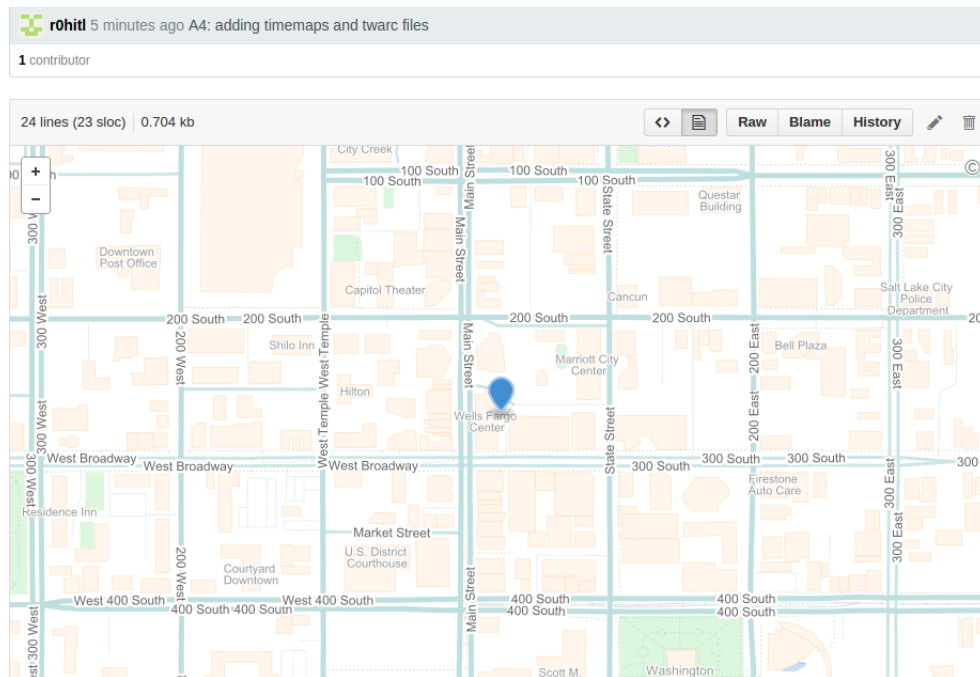 r0hitl 5 minutes ago A4: adding timemaps and twarc files
1 contributor
24 lines (23 sloc) 0.704 kb
Raw Blame History
+
−
City Creek
100 South
100 South
100 South
100 South
Main Street
Main Street
State Street
300 East
300 East
©
300 W
Questar
Building
Downtown
Post Office
Capitol Theater
Cancun
Salt Lake City
Police
Department
200 South
200 South
200 South
200 South
20
300 West
200 West
West Temple
West Temple
Main Street
Shilo Inn
Marriott City
Center
200 East
Bell Plaza
300 East
Hilton
Wells Fargo
Center
300 West
State Street
200 East
West Broadway
West Broadway
West Broadway
300 South
300 South
300 South
300
300 West
Firestone
Auto Care
300 East
Residence Inn
Market Street
300 East
U.S. District
Courthouse
200 West
Courtyard
Downtown
Main Street
West 400 South
West 400 South
400 South
400 South
400 South
400 South
400 South
400 South
st 300 West
Scott M.
Washington